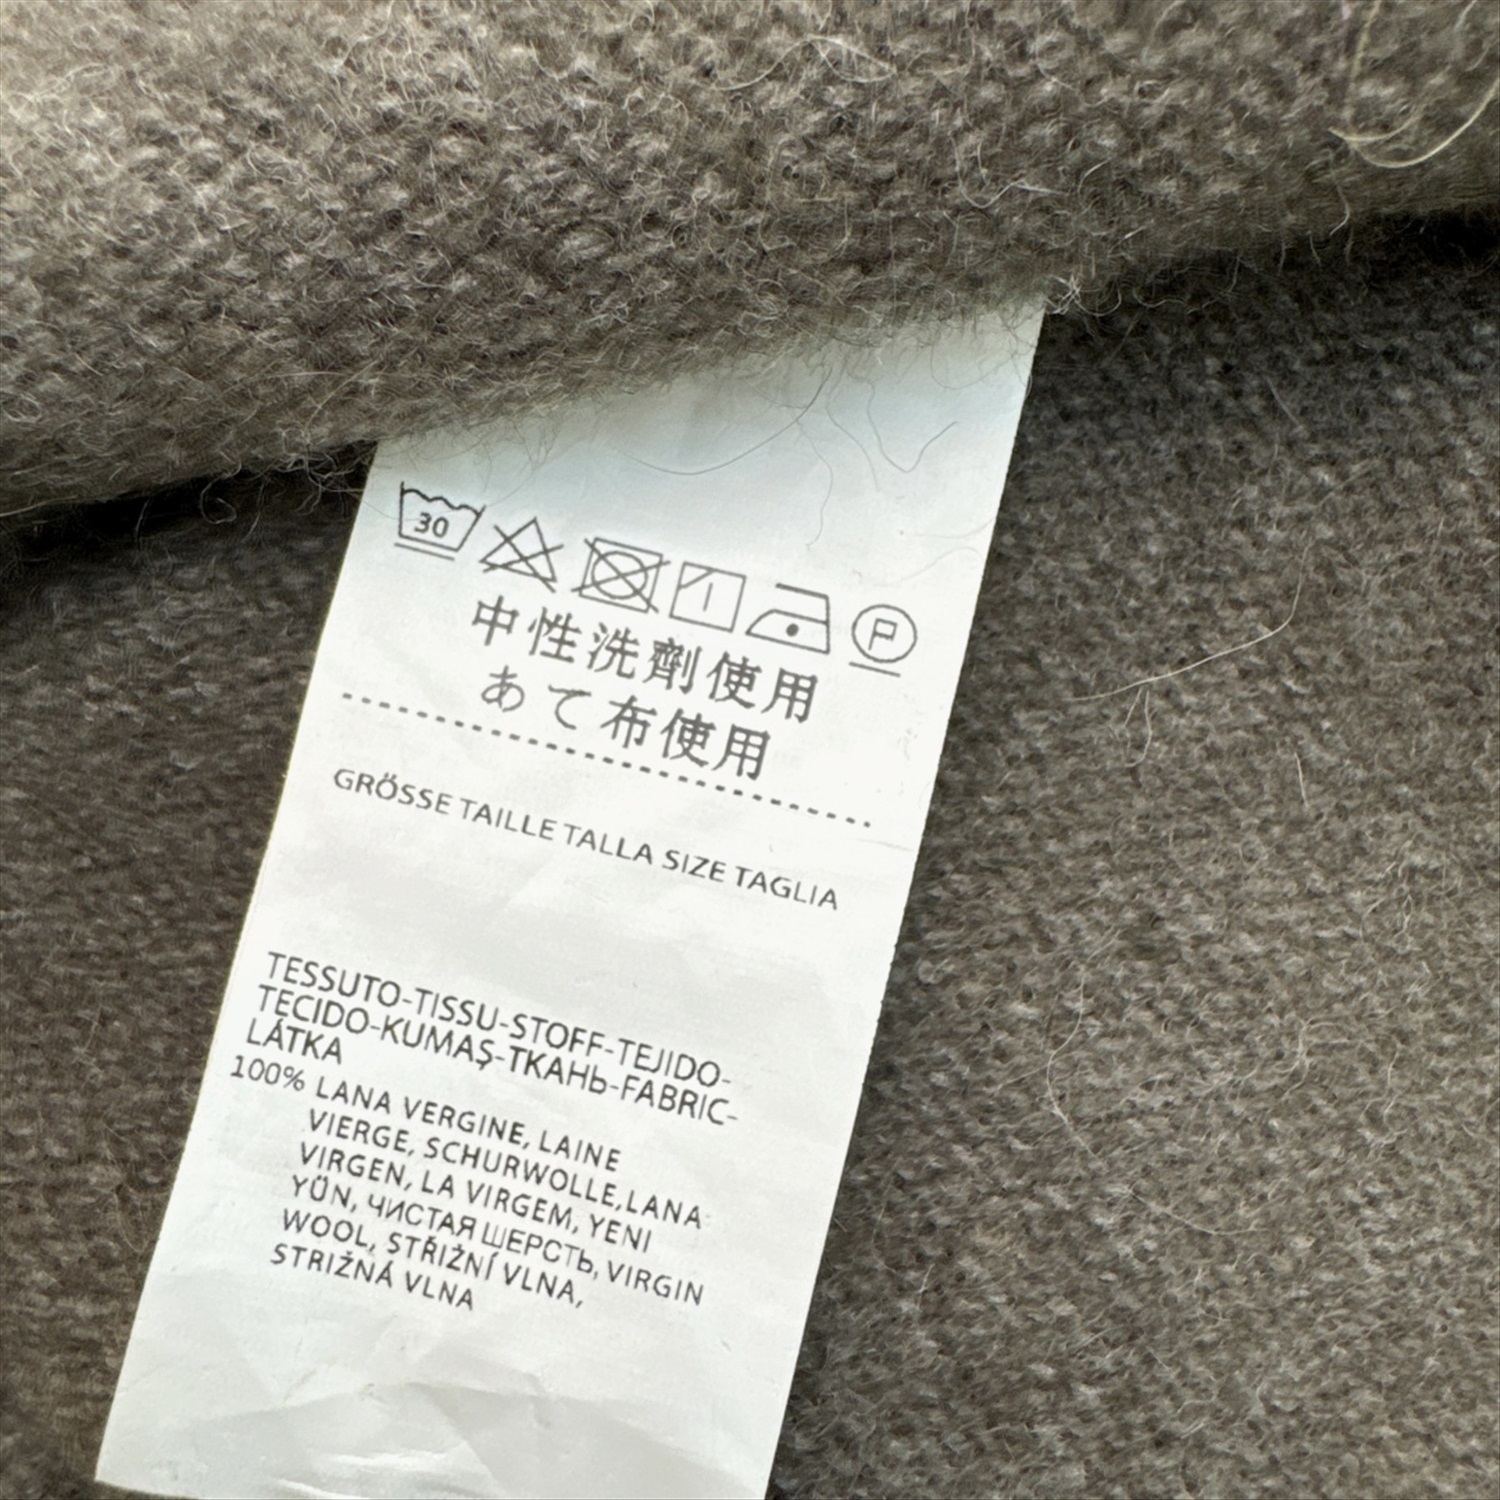 30
P
中性洗劑使用
あて布使用
GRÖSSE TAILLE TALLA SIZE TAGLIA
TESSUTO-TISSU-STOFF-TEJIDO-
TECIDO-KUMAŞ-ТКАНЬ-FABRIC-
LÁTKA
100% LANA VERGINE, LAINE
VIERGE, SCHURWOLLE,LANA
VIRGEN, LA VIRGEM, YENI
YÜN, ЧИСТАЯ ШЕРСТЬ, VIRGIN
WOOL, STŘIŽNÍ VLNA,
STRIŽNÁ VLNA